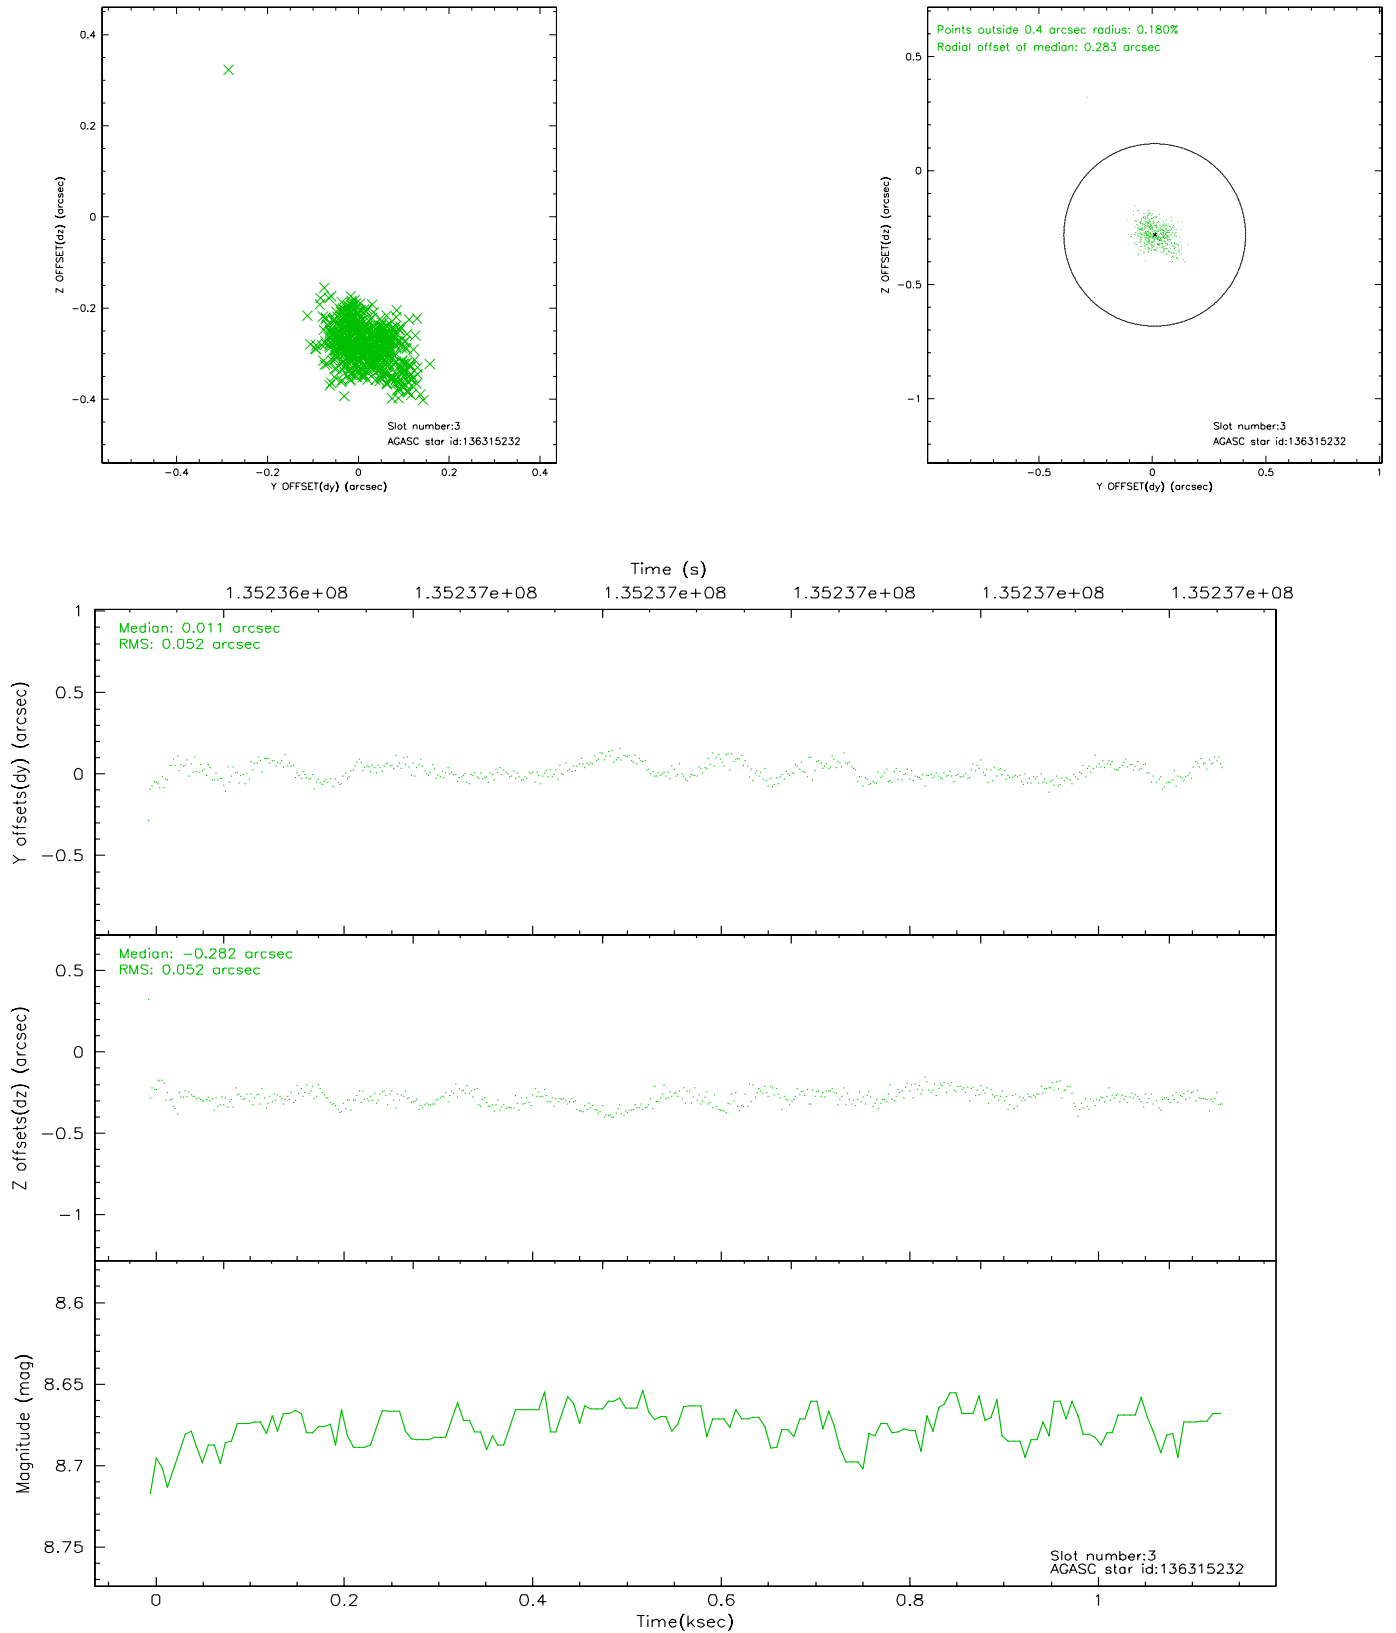 0.4
0.2
0
−0.2
−0.4
Z OFFSET(dz) (arcsec)
−0.4
−0.2
0
0.2
0.4
Y OFFSET(dy) (arcsec)
Slot number:3
AGASC star id:136315232
Points outside 0.4 arcsec radius: 0.180%
Radial offset of median: 0.283 arcsec
0.5
0
−0.5
−1
Z OFFSET(dz) (arcsec)
−0.5
0
0.5
1
Y OFFSET(dy) (arcsec)
Slot number:3
AGASC star id:136315232
Time (s)
1.35236e+08
1.35237e+08
1.35237e+08
1.35237e+08
1.35237e+08
1.35237e+08
Median: 0.011 arcsec
RMS: 0.052 arcsec
1
0.5
0
−0.5
Y offsets(dy) (arcsec)
Median: −0.282 arcsec
RMS: 0.052 arcsec
0.5
0
−0.5
−1
Z offsets(dz) (arcsec)
8.6
8.65
8.7
8.75
Magnitude (mag)
Slot number:3
AGASC star id:136315232
0
0.2
0.4
0.6
0.8
1
Time(ksec)